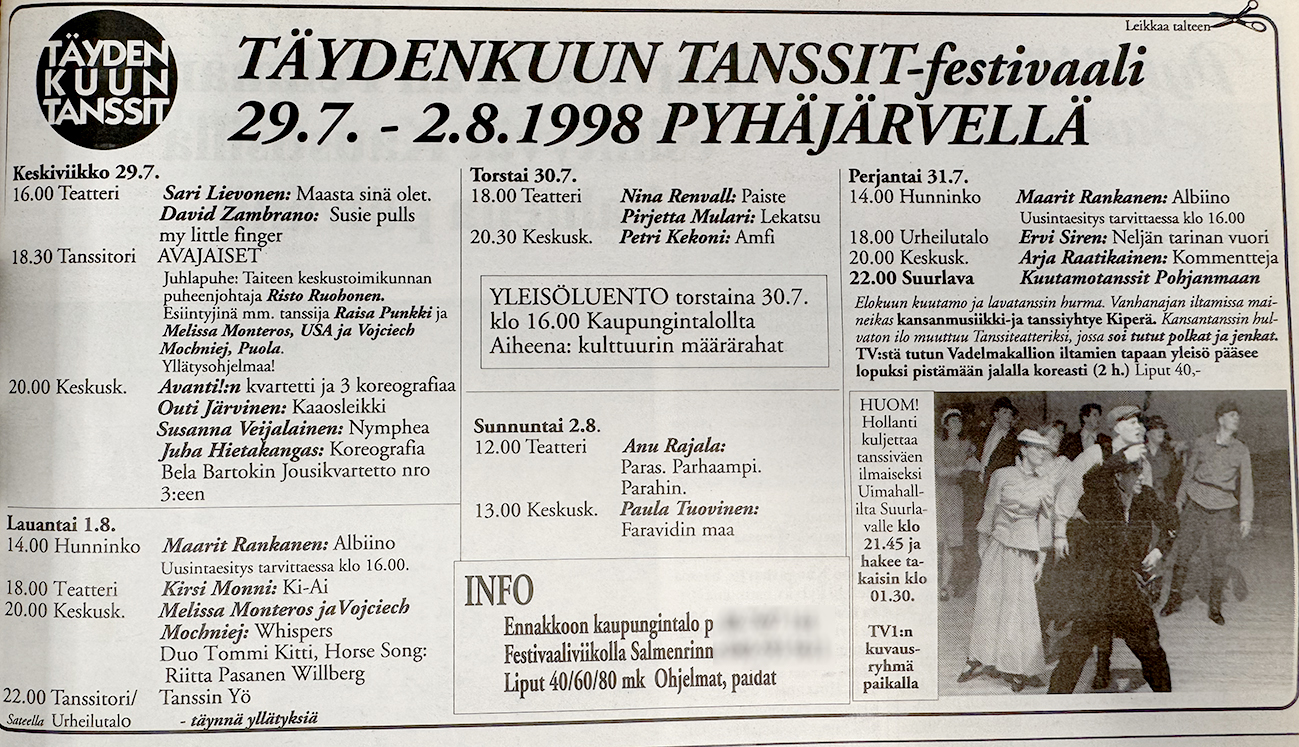 Leikkaa talteen
TÄYDEN
KUUN
TANSSIT
TÄYDENKUUN TANSSIT-festivaali
29.7. - 2.8.1998 PYHÄJÄRVELLÄ
Keskiviikko 29.7.
16.00 Teatteri Sari Lievonen: Maasta sinä olet.
David Zambrano: Susie pulls
my little finger
18.30 Tanssitori AVAJAISET
Juhlapuhe: Taiteen keskustoimikunnan
puheenjohtaja Risto Ruohonen.
Esiintyjinä mm. tanssija Raisa Punkki ja
Melissa Monteros, USA ja Vojciech
Mochniej, Puola.
Yllätysohjelmaa!
20.00 Keskusk. Avanti!:n kvartetti ja 3 koreografiaa
Outi Järvinen: Kaaosleikki
Susanna Veijalainen: Nymphea
Juha Hietakangas: Koreografia
Bela Bartokin Jousikvartetto nro
3:een
Lauantai 1.8.
14.00 Hunninko Maarit Rankanen: Albiino
Uusintaesitys tarvittaessa klo 16.00.
18.00 Teatteri Kirsi Monni: Ki-Ai
20.00 Keskusk. Melissa Monteros ja Vojciech
Mochniej: Whispers
Duo Tommi Kitti, Horse Song:
Riitta Pasanen Willberg
22.00 Tanssitori/ Tanssin Yö
Sateella Urheilutalo - täynnä yllätyksiä
Torstai 30.7.
18.00 Teatteri Nina Renvall: Paiste
Pirjetta Mulari: Lekatsu
20.30 Keskusk. Petri Kekoni: Amfi
YLEISÖLUENTO torstaina 30.7.
klo 16.00 Kaupungintalollta
Aiheena: kulttuurin määrärahat
Sunnuntai 2.8.
12.00 Teatteri Anu Rajala:
Paras. Parhaampi.
Parahin.
13.00 Keskusk. Paula Tuovinen:
Faravidin maa
INFO
Ennakkoon kaupungintalo p
Festivaaliviikolla Salmenrinn
Liput 40/60/80 mk Ohjelmat, paidat
Perjantai 31.7.
14.00 Hunninko Maarit Rankanen: Albiino
Uusintaesitys tarvittaessa klo 16.00
18.00 Urheilutalo Ervi Siren: Neljän tarinan vuori
20.00 Keskusk. Arja Raatikainen: Kommentteja
22.00 Suurlava Kuutamotanssit Pohjanmaan
Elokuun kuutamo ja lavatanssin hurma. Vanhanajan iltamissa mai-
neikas kansanmusiikki-ja tanssiyhtye Kiperä. Kansantanssin hul-
vaton ilo muuttuu Tanssiteatteriksi, jossa soi tutut polkat ja jenkat.
TV:stä tutun Vadelmakallion iltamien tapaan yleisö pääsee
lopuksi pistämään jalalla koreasti (2 h.) Liput 40,-
HUOM!
Hollanti
kuljettaa
tanssiväen
ilmaiseksi
Uimahall-
ilta Suurla-
valle klo
21.45 ja
hakee ta-
kaisin klo
01.30.
TV1:n
kuvaus-
ryhmä
paikalla